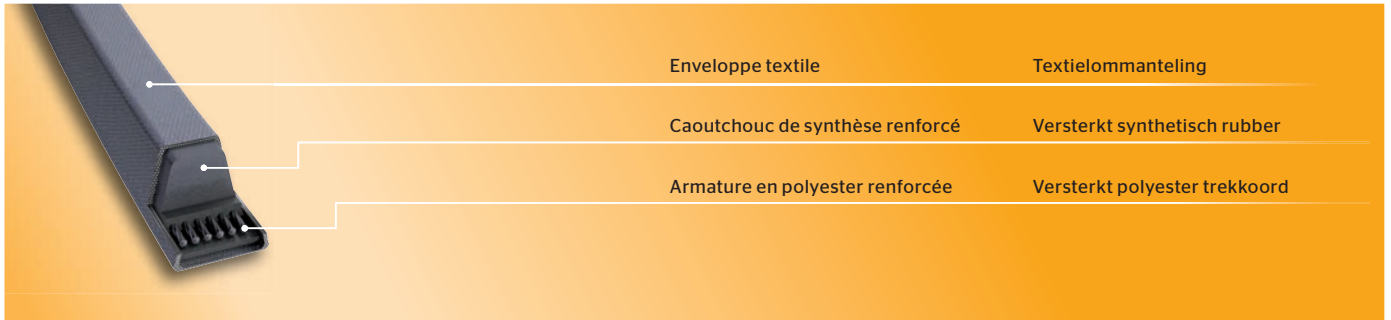 Enveloppe textile Textielommanteling
Caoutchouc de synthèse renforcé Versterkt synthetisch rubber
Armature en polyester renforcée Versterkt polyester trekkoord